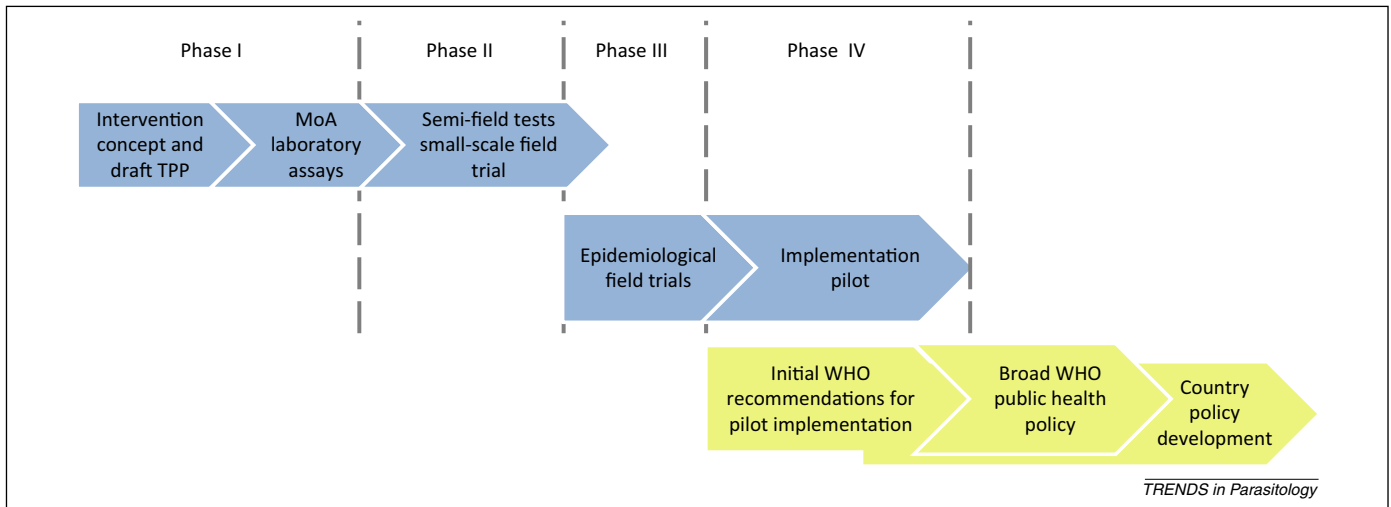 Phase I
Phase II
Phase III
Phase IV
Intervention
concept and
draft TPP
MoA
laboratory
assays
Semi-field tests
small-scale field
trial
Epidemiological
field trials
Implementation
pilot
Initial WHO
recommendations for
pilot implementation
Broad WHO
public health
policy
Country
policy
development
TRENDS in Parasitology